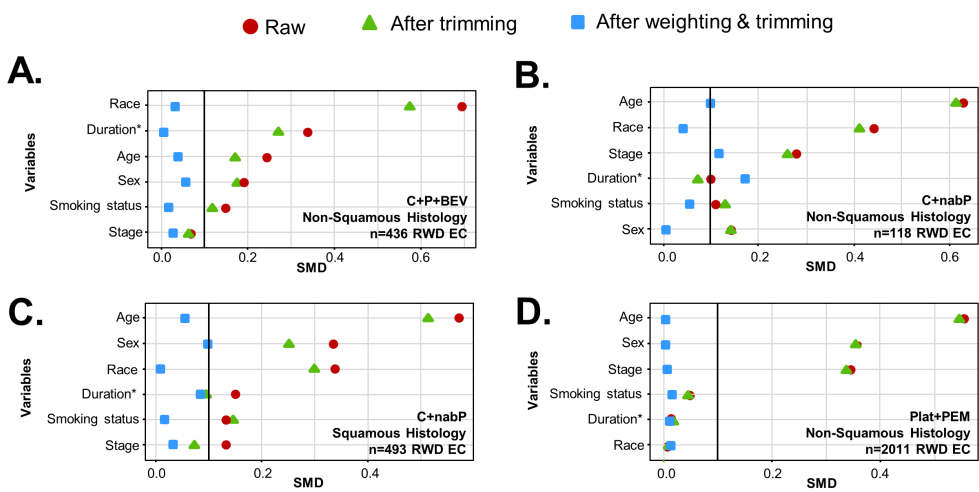 Raw
After trimming
After weighting & trimming
A.
Variables
Race
Duration*
Age
Sex
Smoking status
Stage
C+P+BEV
Non-Squamous Histology
n=436 RWD EC
0.0 0.2 0.4 0.6
SMD
B.
Variables
Age
Race
Stage
Duration*
Smoking status
Sex
C+nabP
Non-Squamous Histology
n=118 RWD EC
0.0 0.2 0.4 0.6
SMD
C.
Variables
Age
Sex
Race
Duration*
Smoking status
Stage
C+nabP
Squamous Histology
n=493 RWD EC
0.0 0.2 0.4
SMD
D.
Variables
Age
Sex
Stage
Smoking status
Duration*
Race
Plat+PEM
Non-Squamous Histology
n=2011 RWD EC
0.0 0.2 0.4
SMD